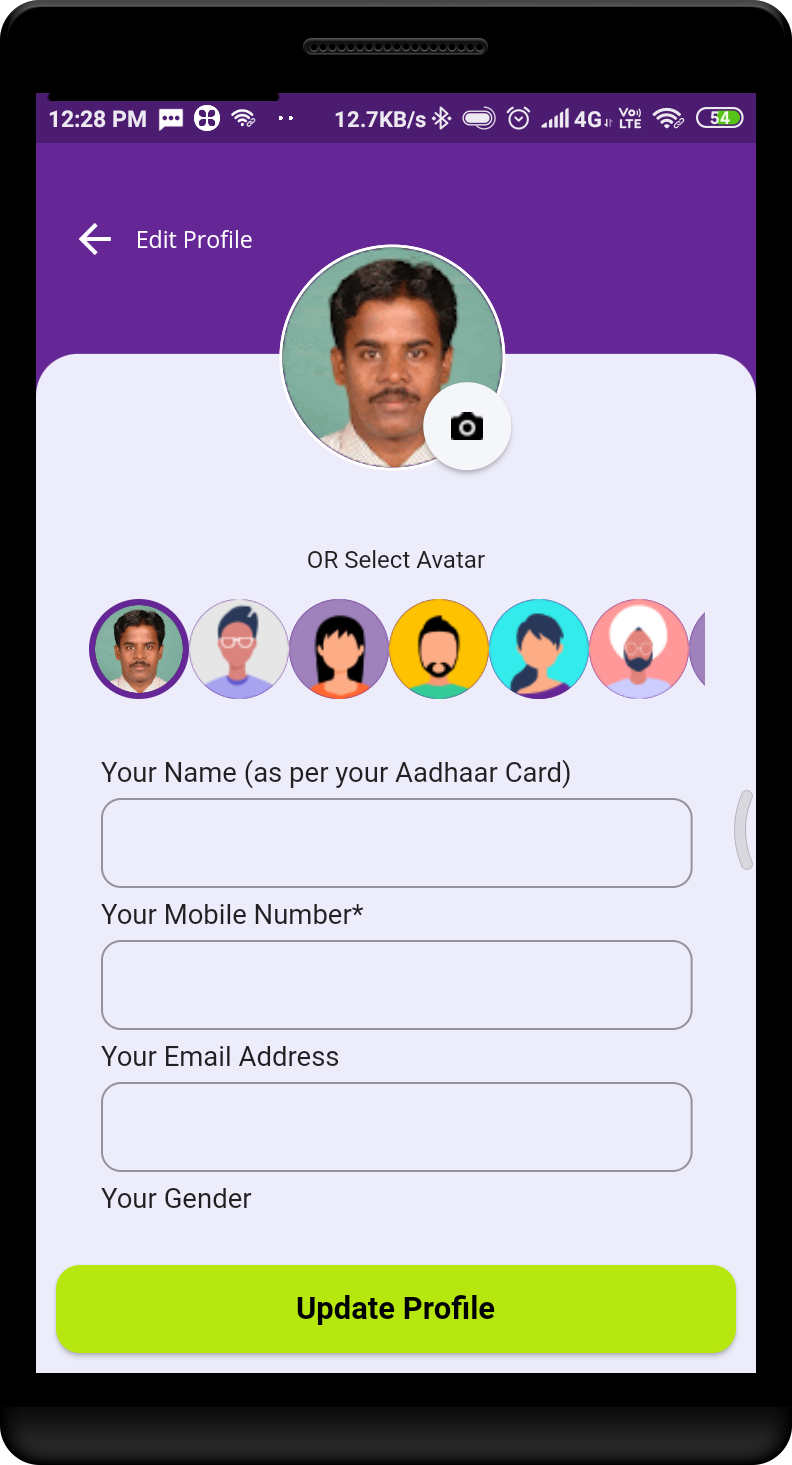 12:28 PM 12.7KB/s 4G Vo) LTE 54
Edit Profile
OR Select Avatar
Your Name (as per your Aadhaar Card)
Your Mobile Number*
Your Email Address
Your Gender
Update Profile